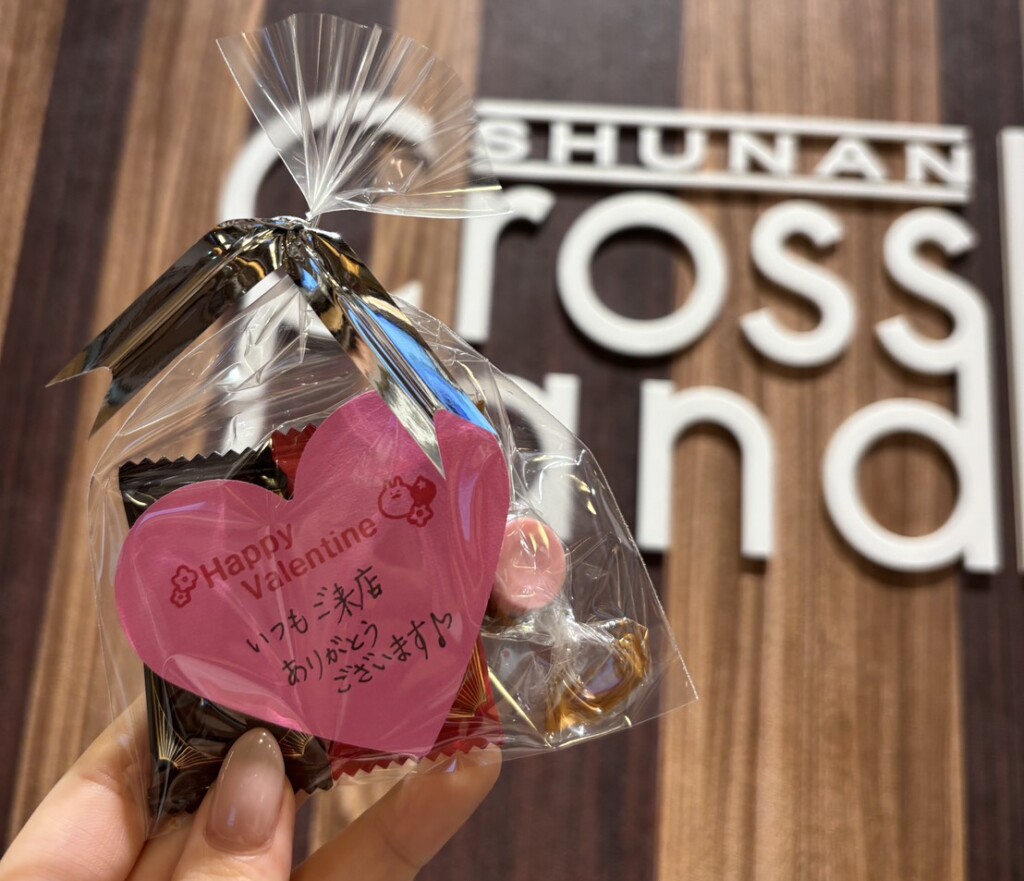 SHUNAN
Cross
Land
Happy
Valentine
いつもご来店
ありがとう
ございます♪